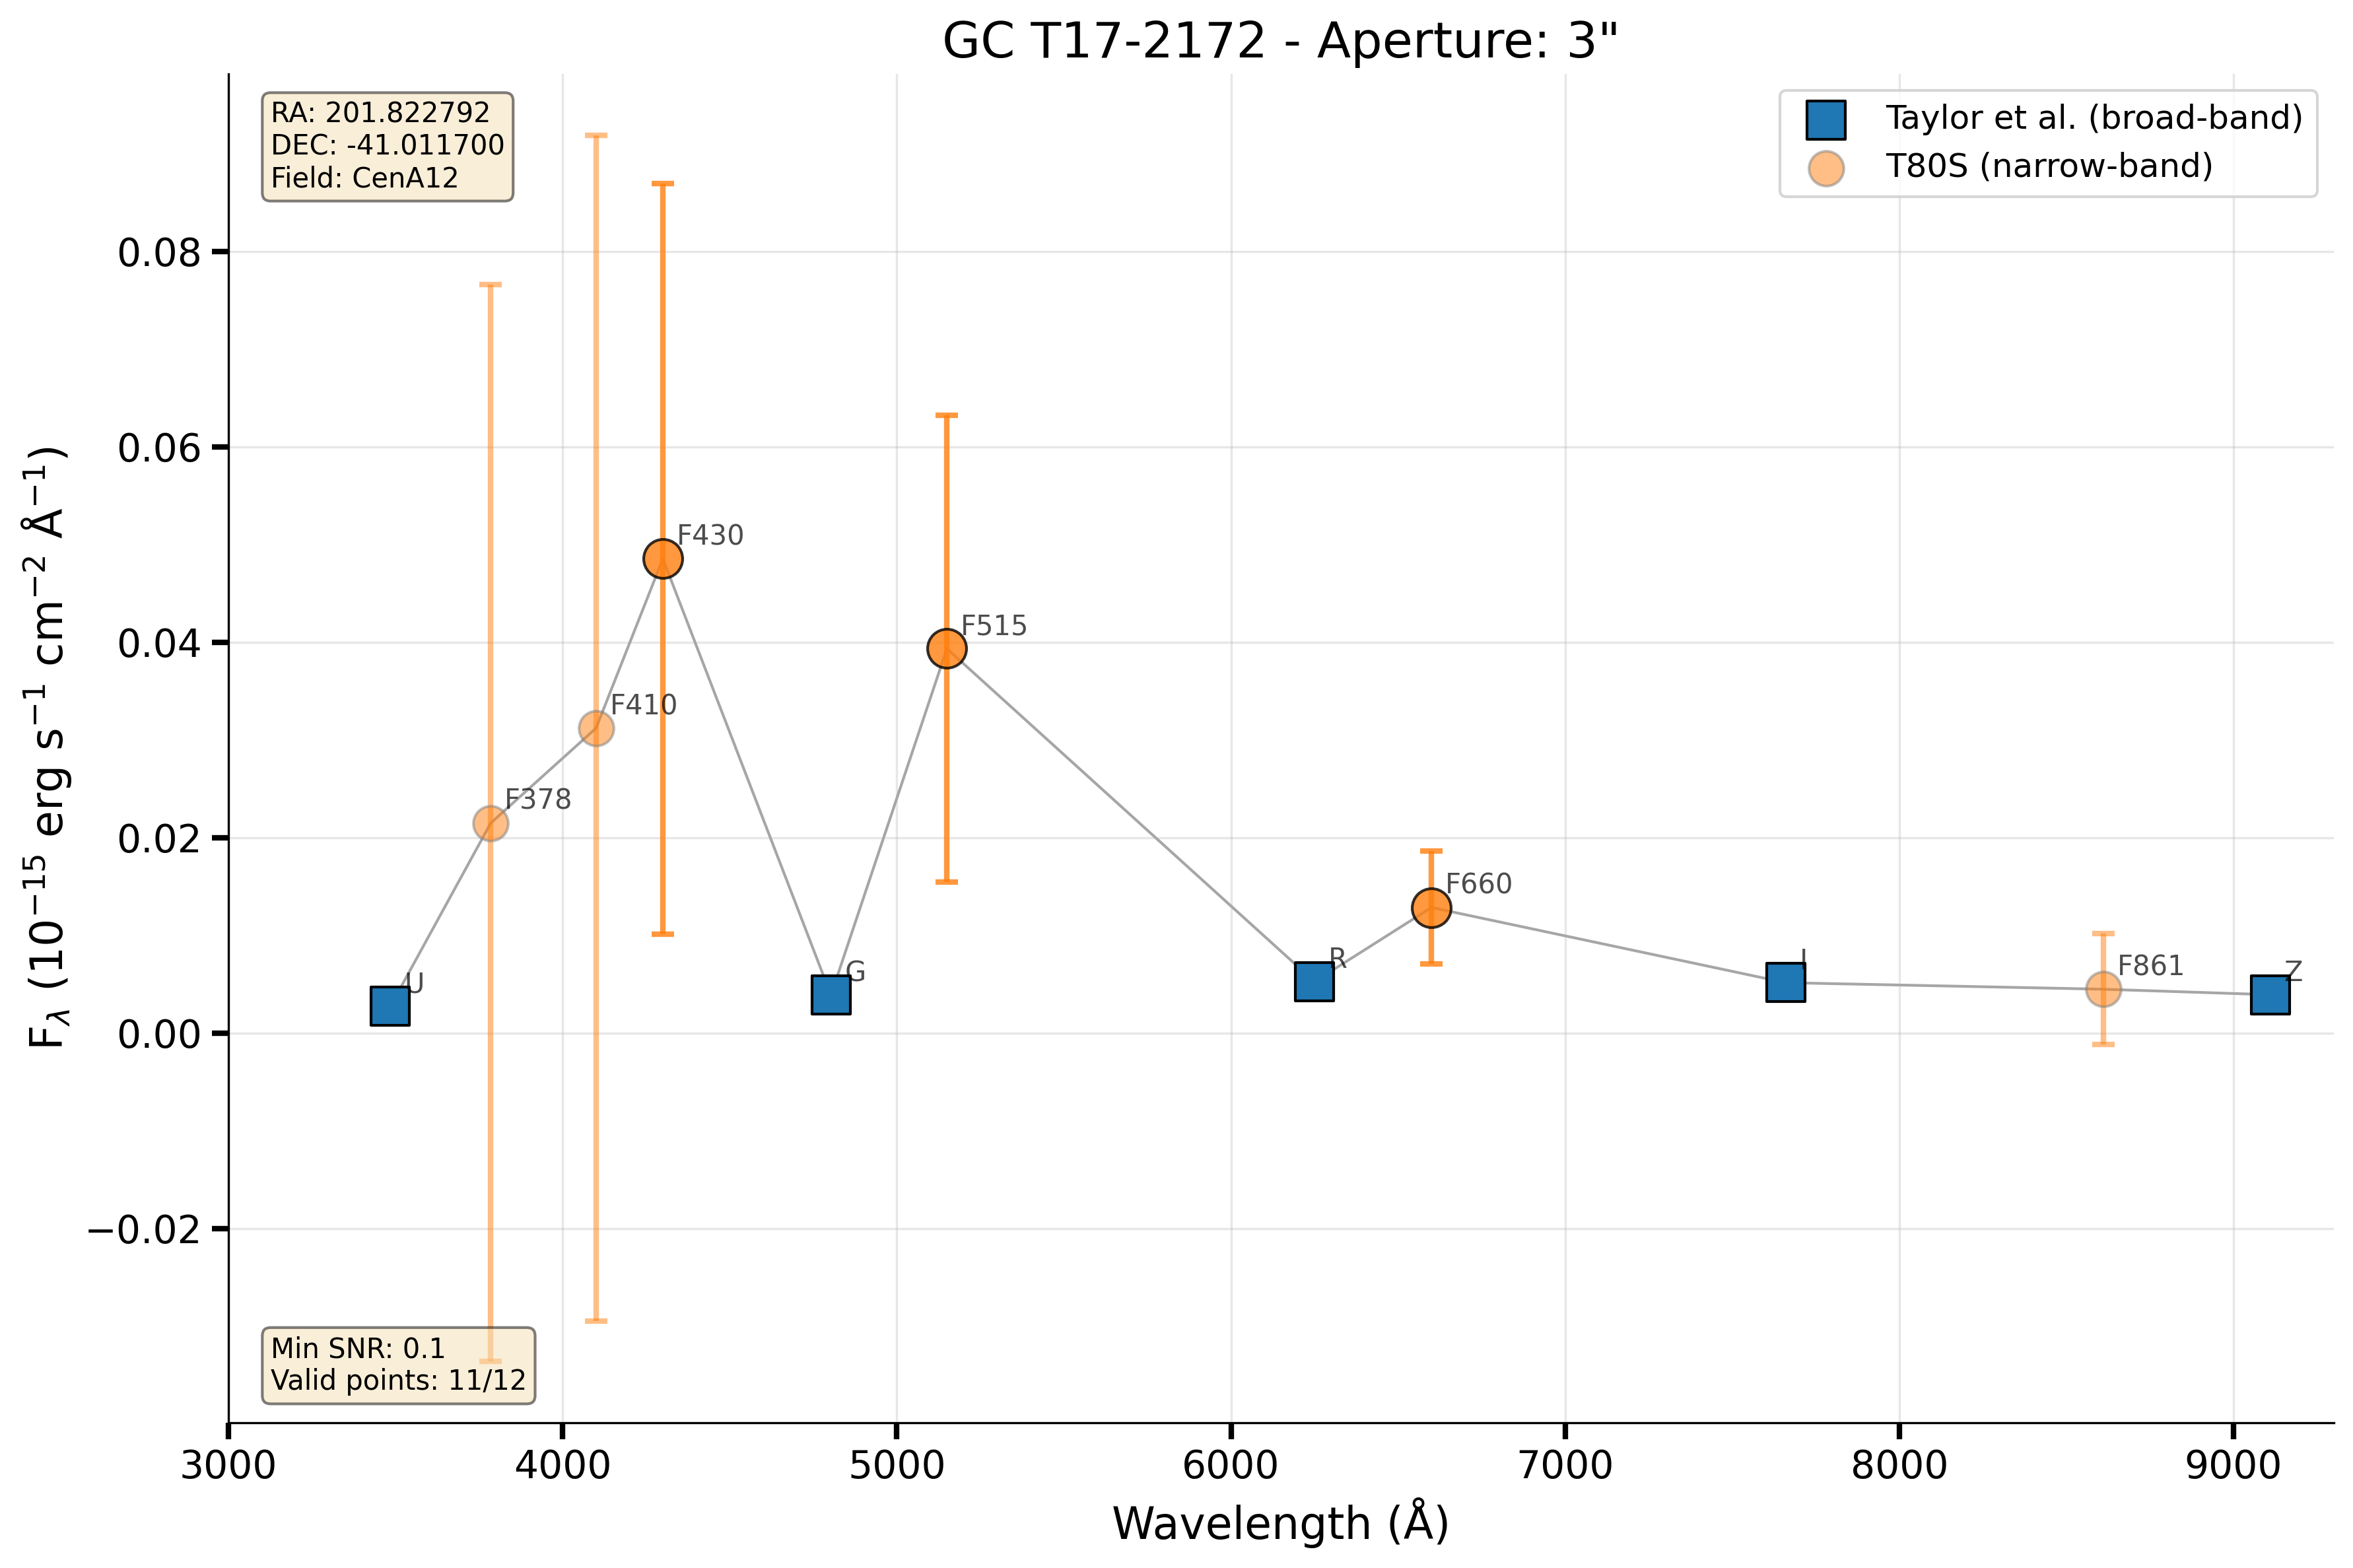 GC T17-2172 - Aperture: 3"
RA: 201.822792
DEC: -41.011700
Field: CenA12
Taylor et al. (broad-band)
T80S (narrow-band)
0.08
0.06
0.04
0.02
0.00
−0.02
F_λ (10⁻¹⁵ erg s⁻¹ cm⁻² Å⁻¹)
U
F378
F410
F430
G
F515
R
F660
I
F861
Z
Min SNR: 0.1
Valid points: 11/12
3000 4000 5000 6000 7000 8000 9000
Wavelength (Å)